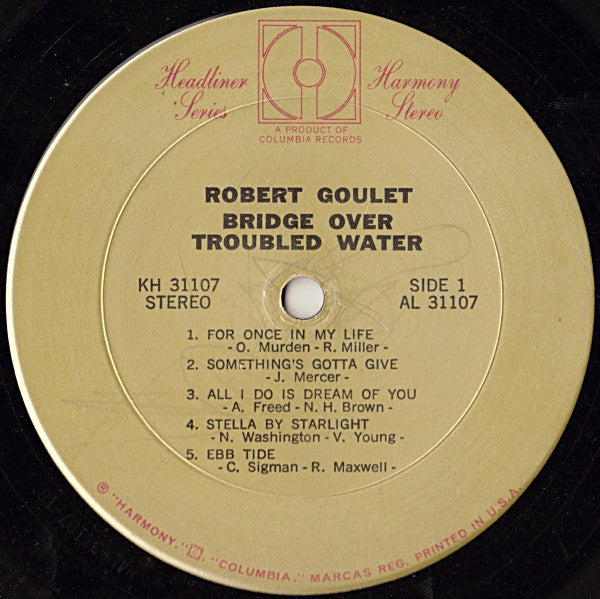 Headliner Series
Harmony Stereo
A PRODUCT OF
COLUMBIA RECORDS
ROBERT GOULET
BRIDGE OVER
TROUBLED WATER
KH 31107
STEREO
SIDE 1
AL 31107
1. FOR ONCE IN MY LIFE
- O. Murden - R. Miller -
2. SOMETHING'S GOTTA GIVE
- J. Mercer -
3. ALL I DO IS DREAM OF YOU
- A. Freed - N. H. Brown -
4. STELLA BY STARLIGHT
- N. Washington - V. Young -
5. EBB TIDE
- C. Sigman - R. Maxwell -
® "HARMONY," "COLUMBIA," MARCAS REG. PRINTED IN U.S.A.